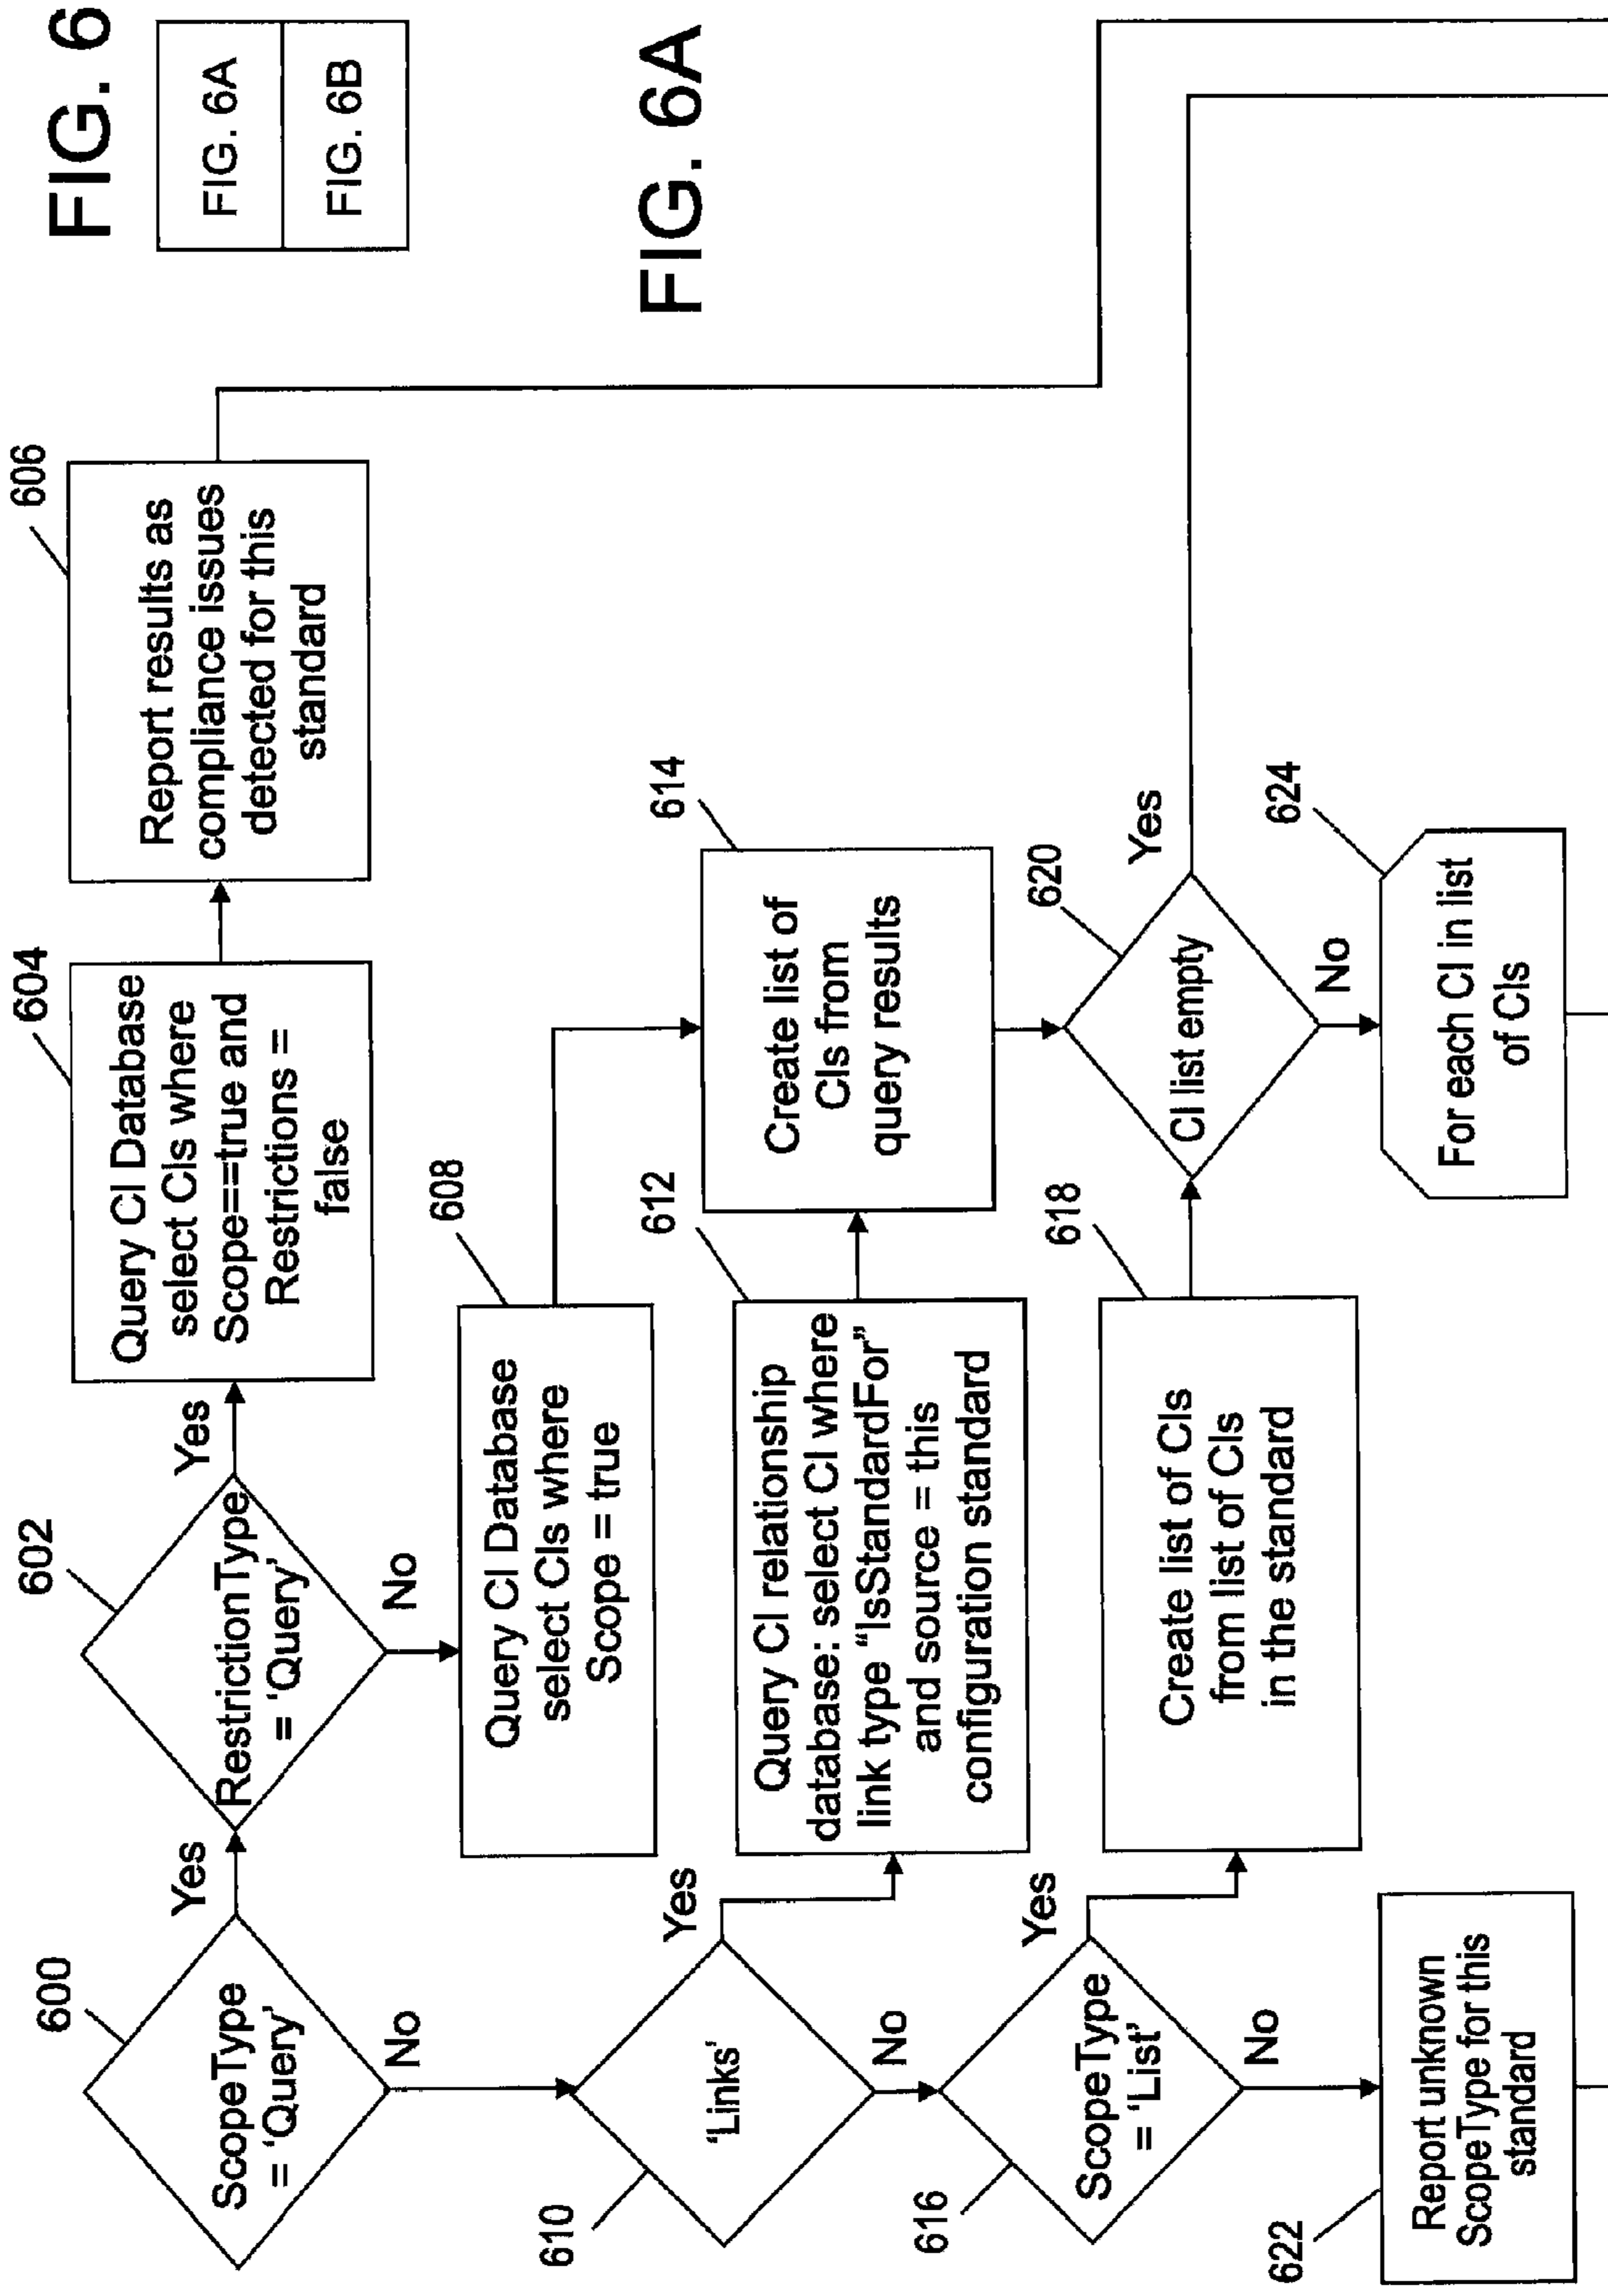 FIG. 6
FIG. 6A
FIG. 6B
FIG. 6A
600
ScopeType
= ‘Query’
Yes
No
602
RestrictionType
= ‘Query’
Yes
No
604
Query CI Database
select CIs where
Scope==true and
Restrictions =
false
606
Report results as
compliance issues
detected for this
standard
608
Query CI Database
select CIs where
Scope = true
610
‘Links’
Yes
No
612
Query CI relationship
database: select CI where
link type “IsStandardFor”
and source = this
configuration standard
614
Create list of
CIs from
query results
616
ScopeType
= ‘List’
Yes
No
618
Create list of CIs
from list of CIs
in the standard
620
CI list empty
Yes
No
622
Report unknown
ScopeType for this
standard
624
For each CI in list
of CIs